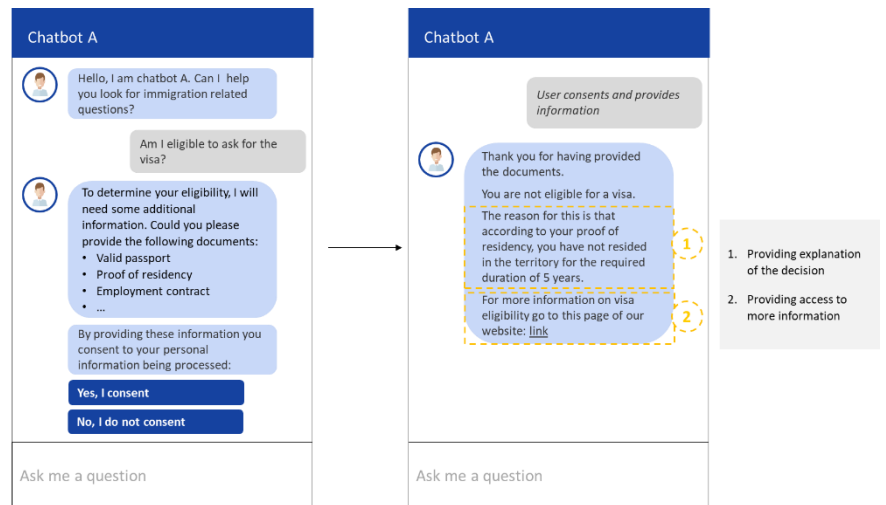 Chatbot A
Hello, I am chatbot A. Can I help
you look for immigration related
questions?
Am I eligible to ask for the
visa?
To determine your eligibility, I will
need some additional
information. Could you please
provide the following documents:
• Valid passport
• Proof of residency
• Employment contract
• ...
By providing these information you
consent to your personal
information being processed:
Yes, I consent
No, I do not consent
Ask me a question
Chatbot A
User consents and provides
information
Thank you for having provided
the documents.
You are not eligible for a visa.
The reason for this is that
according to your proof of
residency, you have not resided
in the territory for the required
duration of 5 years.
1
For more information on visa
eligibility go to this page of our
website: link
2
Ask me a question
1. Providing explanation
of the decision
2. Providing access to
more information